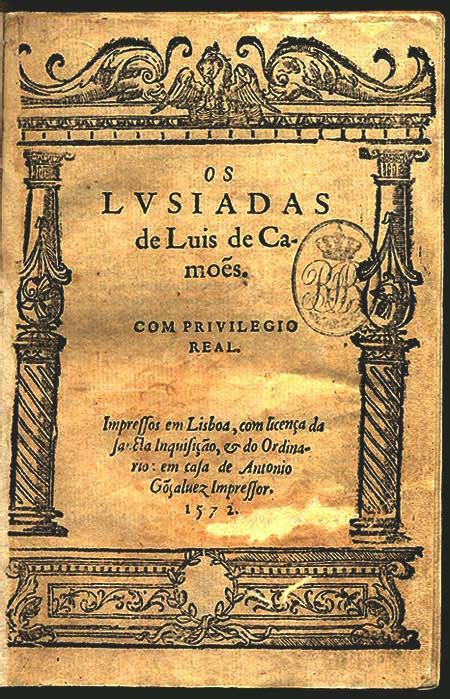 OS
LVSIADAS
de Luis de Ca-
moẽs.
COM PRIVILEGIO
REAL.
Impreſſos em Lisboa, com licença da
ſancta Inquiſição, & do Ordina-
rio: em caſa de Antonio
Gõçaluez Impreſſor.
1572.